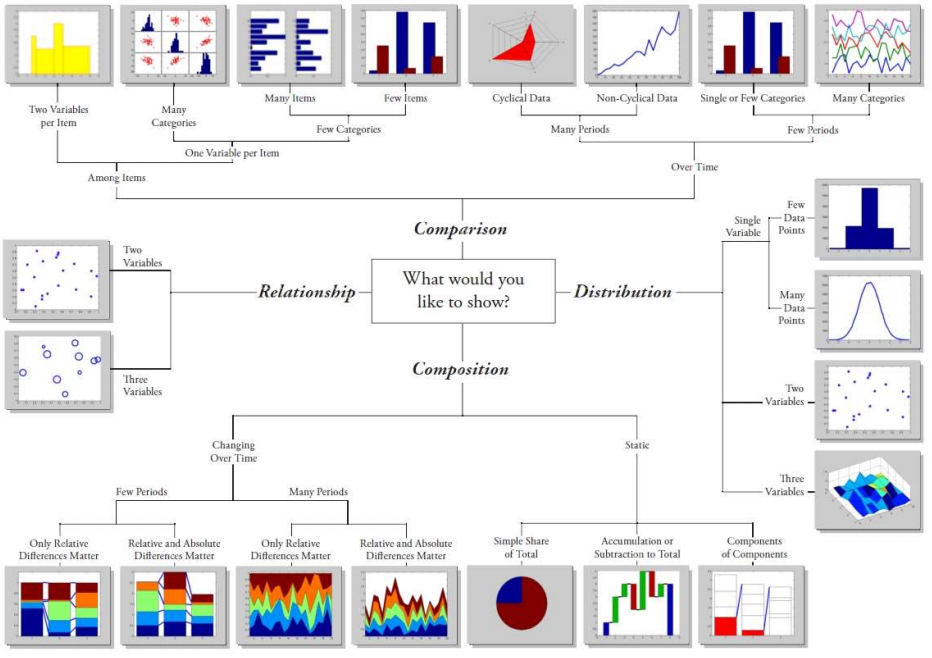 Two Variables
per Item
Many
Categories
Many Items
Few Items
Cyclical Data
Non-Cyclical Data
Single or Few Categories
Many Categories
Few Categories
Many Periods
Few Periods
One Variable per Item
Among Items
Over Time
Comparison
What would you
like to show?
Relationship
Two
Variables
Three
Variables
Distribution
Single
Variable
Few
Data
Points
Many
Data
Points
Two
Variables
Three
Variables
Composition
Changing
Over Time
Static
Few Periods
Many Periods
Only Relative
Differences Matter
Relative and Absolute
Differences Matter
Only Relative
Differences Matter
Relative and Absolute
Differences Matter
Simple Share
of Total
Accumulation or
Subtraction to Total
Components
of Components